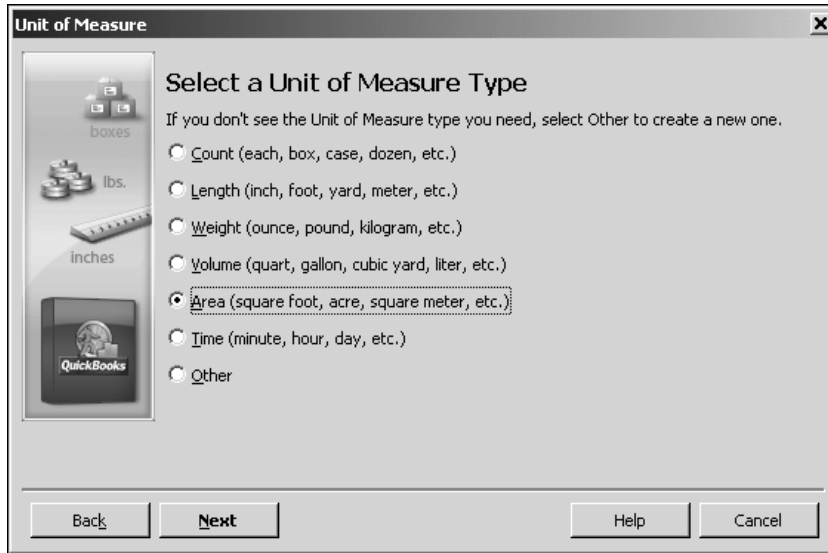 Unit of Measure
boxes
lbs.
inches
QuickBooks
Select a Unit of Measure Type
If you don't see the Unit of Measure type you need, select Other to create a new one.
Count (each, box, case, dozen, etc.)
Length (inch, foot, yard, meter, etc.)
Weight (ounce, pound, kilogram, etc.)
Volume (quart, gallon, cubic yard, liter, etc.)
Area (square foot, acre, square meter, etc.)
Time (minute, hour, day, etc.)
Other
Back Next Help Cancel